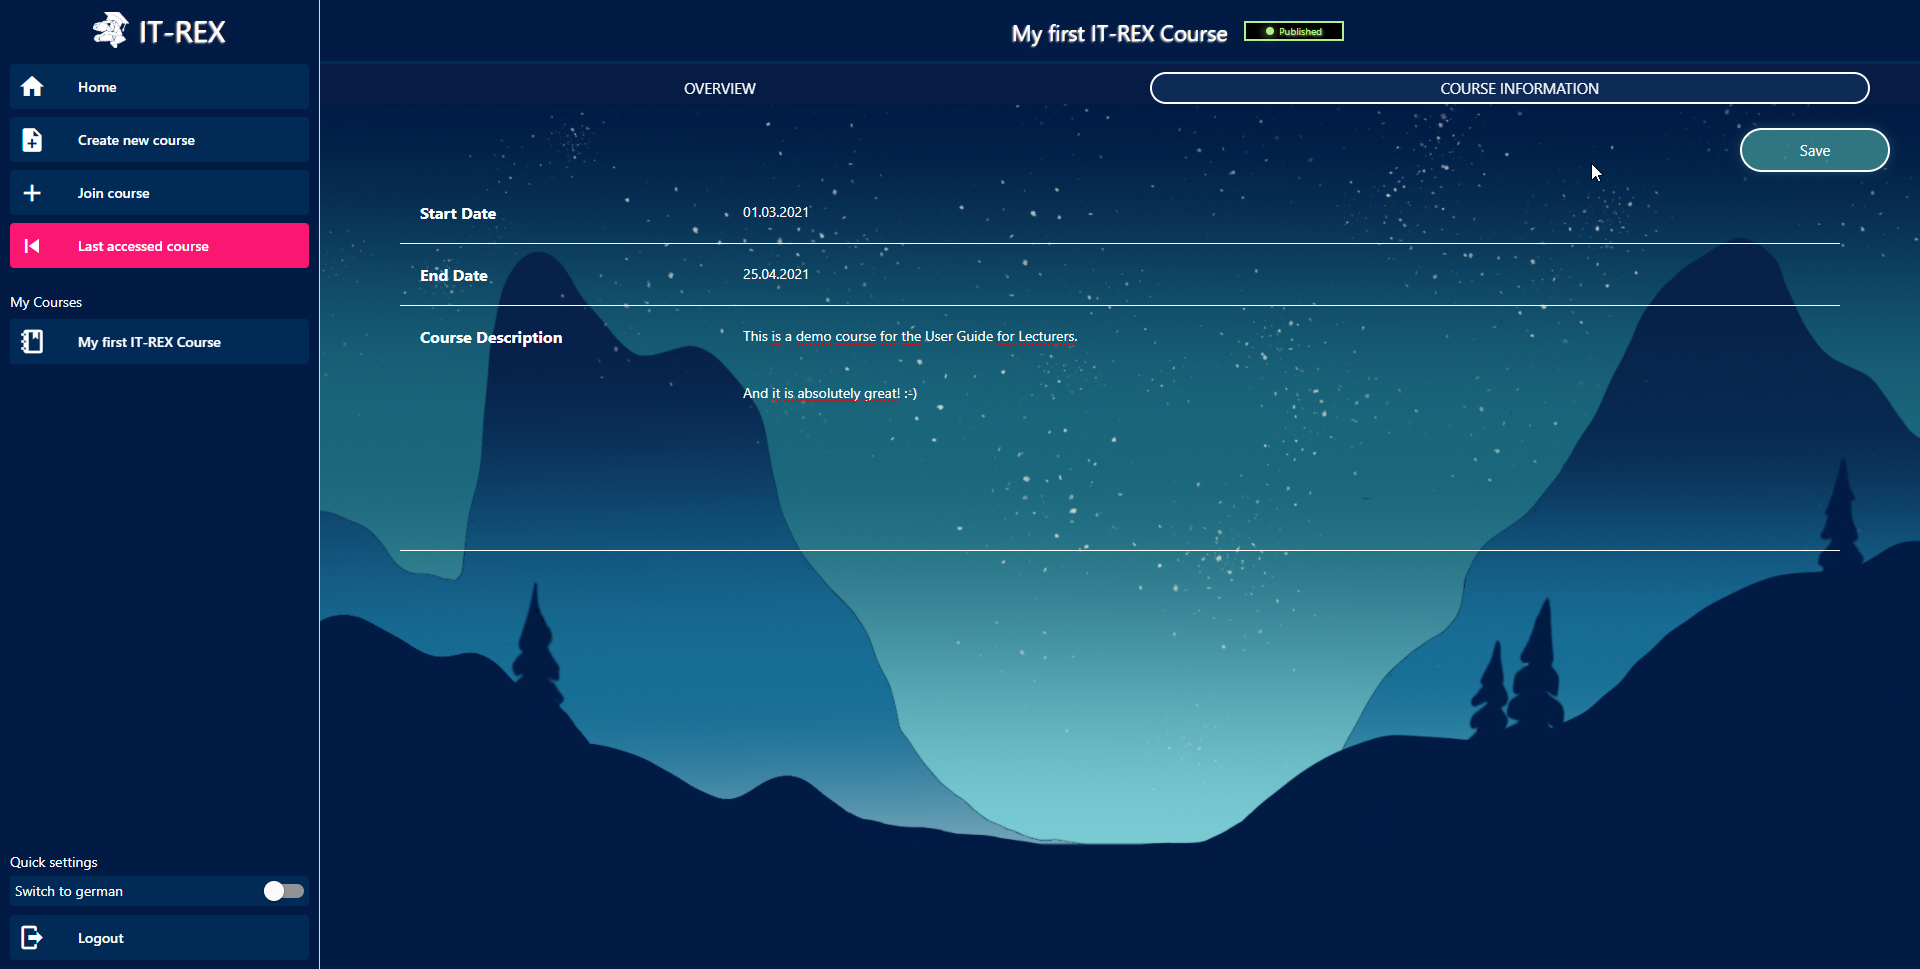 IT-REX
Home
Create new course
Join course
Last accessed course
My Courses
My first IT-REX Course
Quick settings
Switch to german
Logout
My first IT-REX Course
Published
OVERVIEW
COURSE INFORMATION
Save
Start Date
01.03.2021
End Date
25.04.2021
Course Description
This is a demo course for the User Guide for Lecturers.
And it is absolutely great! :-)